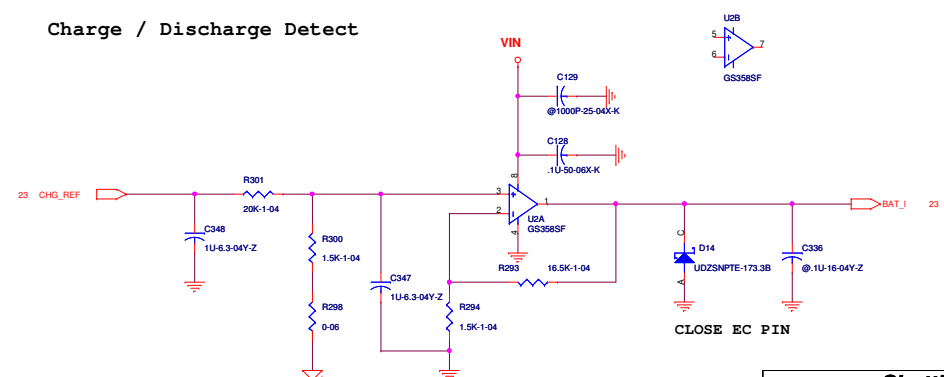 Charge / Discharge Detect
VIN
U2B
5
6
7
GS358SF
C129
@1000P-25-04X-K
C128
.1U-50-06X-K
8
23 CHG_REF
R301
20K-1-04
3
2
1
4
U2A
GS358SF
BAT_I 23
C348
1U-6.3-04Y-Z
R300
1.5K-1-04
C347
1U-6.3-04Y-Z
R293 16.5K-1-04
C
D14
UDZSNPTE-173.3B
A
C336
@.1U-16-04Y-Z
R298
0-06
R294
1.5K-1-04
CLOSE EC PIN